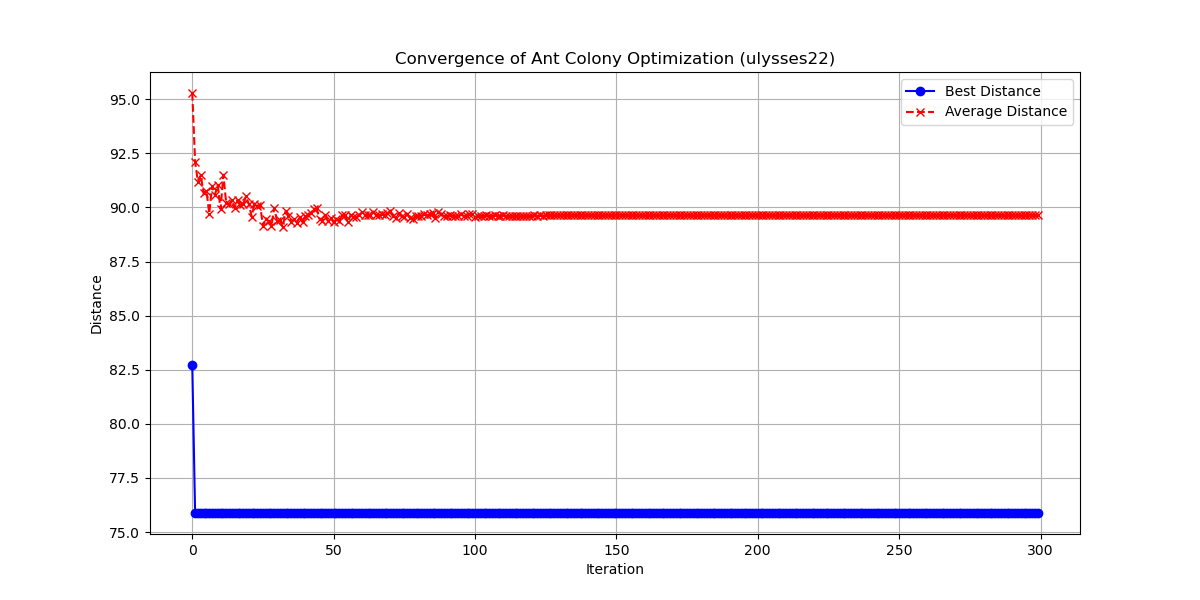 Convergence of Ant Colony Optimization (ulysses22)
Best Distance
Average Distance
95.0
92.5
90.0
87.5
85.0
82.5
80.0
77.5
75.0
Distance
0 50 100 150 200 250 300
Iteration